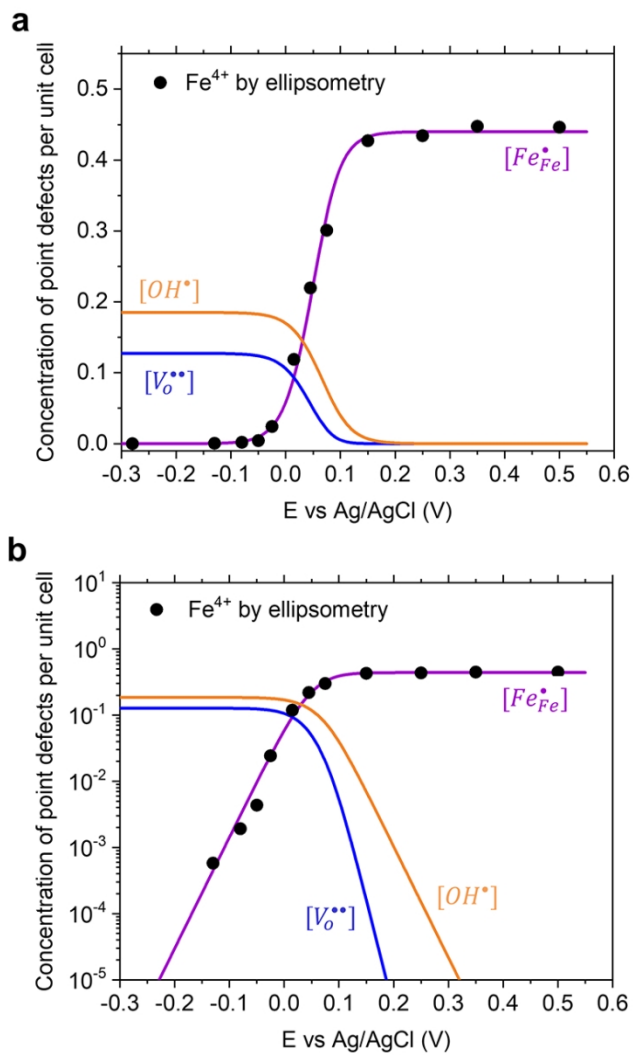 a
Concentration of point defects per unit cell
0.5
0.4
0.3
0.2
0.1
0.0
● Fe⁴⁺ by ellipsometry
[Fe•Fe]
[OH•]
[Vo••]
-0.3 -0.2 -0.1 0.0 0.1 0.2 0.3 0.4 0.5 0.6
E vs Ag/AgCl (V)
b
Concentration of point defects per unit cell
10¹
10⁰
10⁻¹
10⁻²
10⁻³
10⁻⁴
10⁻⁵
● Fe⁴⁺ by ellipsometry
[Fe•Fe]
[OH•]
[Vo••]
-0.3 -0.2 -0.1 0.0 0.1 0.2 0.3 0.4 0.5 0.6
E vs Ag/AgCl (V)